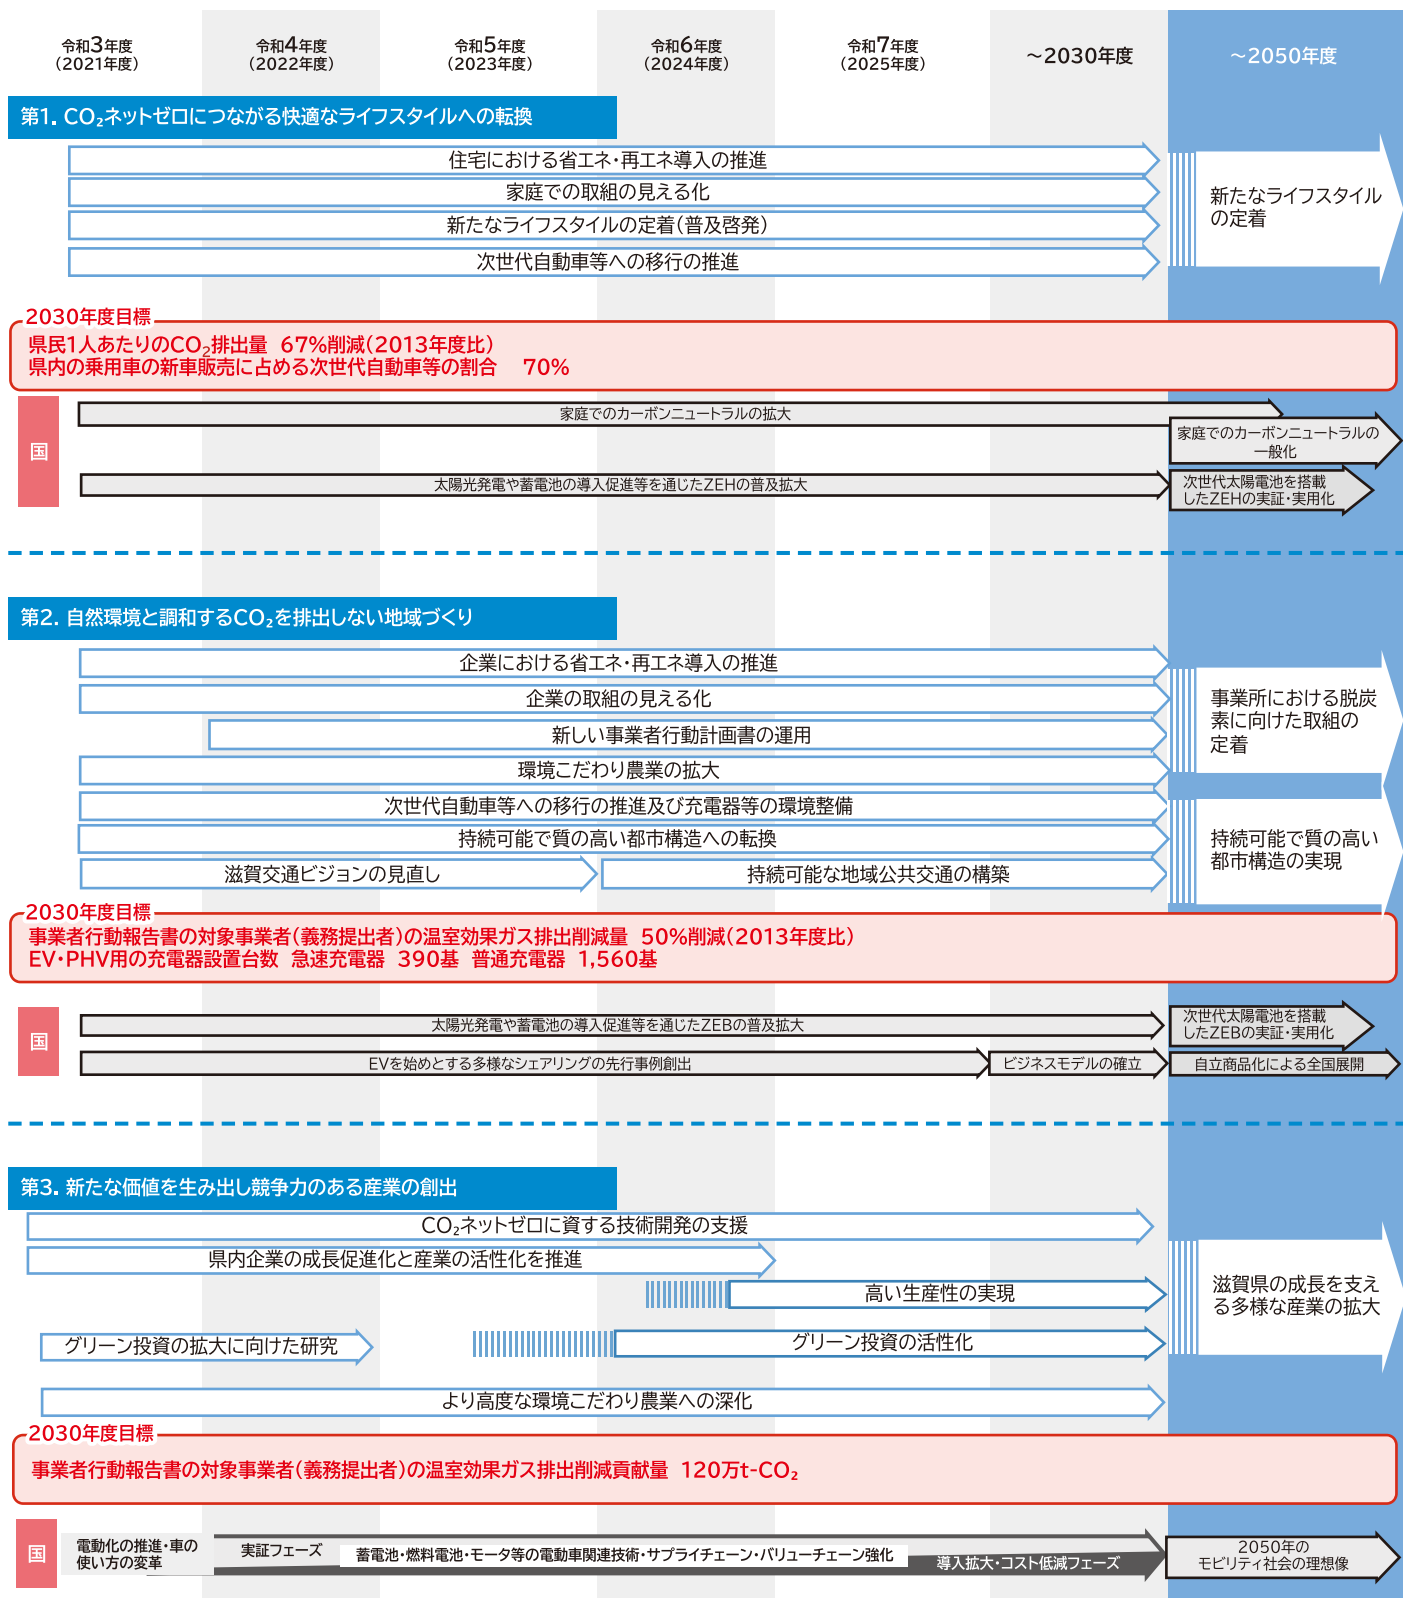 令和3年度
（2021年度）
令和4年度
（2022年度）
令和5年度
（2023年度）
令和6年度
（2024年度）
令和7年度
（2025年度）
～2030年度
～2050年度
第1. CO₂ネットゼロにつながる快適なライフスタイルへの転換
住宅における省エネ・再エネ導入の推進
家庭での取組の見える化
新たなライフスタイルの定着（普及啓発）
次世代自動車等への移行の推進
新たなライフスタイル
の定着
2030年度目標
県民1人あたりのCO₂排出量 67%削減（2013年度比）
県内の乗用車の新車販売に占める次世代自動車等の割合 70%
国
家庭でのカーボンニュートラルの拡大
家庭でのカーボンニュートラルの
一般化
太陽光発電や蓄電池の導入促進等を通じたZEHの普及拡大
次世代太陽電池を搭載
したZEHの実証・実用化
第2. 自然環境と調和するCO₂を排出しない地域づくり
企業における省エネ・再エネ導入の推進
企業の取組の見える化
新しい事業者行動計画書の運用
環境こだわり農業の拡大
次世代自動車等への移行の推進及び充電器等の環境整備
持続可能で質の高い都市構造への転換
滋賀交通ビジョンの見直し
持続可能な地域公共交通の構築
事業所における脱炭
素に向けた取組の
定着
持続可能で質の高い
都市構造の実現
2030年度目標
事業者行動報告書の対象事業者（義務提出者）の温室効果ガス排出削減量 50%削減（2013年度比）
EV・PHV用の充電器設置台数 急速充電器 390基 普通充電器 1,560基
国
太陽光発電や蓄電池の導入促進等を通じたZEBの普及拡大
次世代太陽電池を搭載
したZEBの実証・実用化
EVを始めとする多様なシェアリングの先行事例創出
ビジネスモデルの確立
自立商品化による全国展開
第3. 新たな価値を生み出し競争力のある産業の創出
CO₂ネットゼロに資する技術開発の支援
県内企業の成長促進化と産業の活性化を推進
高い生産性の実現
グリーン投資の拡大に向けた研究
グリーン投資の活性化
より高度な環境こだわり農業への深化
滋賀県の成長を支え
る多様な産業の拡大
2030年度目標
事業者行動報告書の対象事業者（義務提出者）の温室効果ガス排出削減貢献量 120万t-CO₂
国
電動化の推進・車の
使い方の変革
実証フェーズ
蓄電池・燃料電池・モータ等の電動車関連技術・サプライチェーン・バリューチェーン強化
導入拡大・コスト低減フェーズ
2050年の
モビリティ社会の理想像